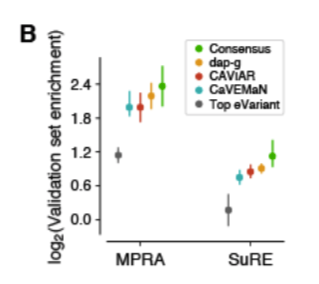 B
Consensus
dap-g
CAViAR
CaVEMaN
Top eVariant
log₂(Validation set enrichment)
2.4
1.8
1.2
0.6
0.0
MPRA
SuRE